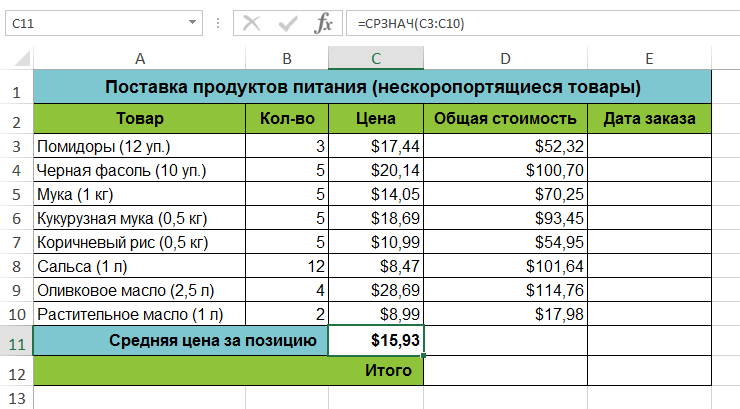 C11 fx =СРЗНАЧ(C3:C10)
A B C D E
1 Поставка продуктов питания (нескоропортящиеся товары)
2 Товар Кол-во Цена Общая стоимость Дата заказа
3 Помидоры (12 уп.) 3 $17,44 $52,32
4 Черная фасоль (10 уп.) 5 $20,14 $100,70
5 Мука (1 кг) 5 $14,05 $70,25
6 Кукурузная мука (0,5 кг) 5 $18,69 $93,45
7 Коричневый рис (0,5 кг) 5 $10,99 $54,95
8 Сальса (1 л) 12 $8,47 $101,64
9 Оливковое масло (2,5 л) 4 $28,69 $114,76
10 Растительное масло (1 л) 2 $8,99 $17,98
11 Средняя цена за позицию $15,93
12 Итого
13